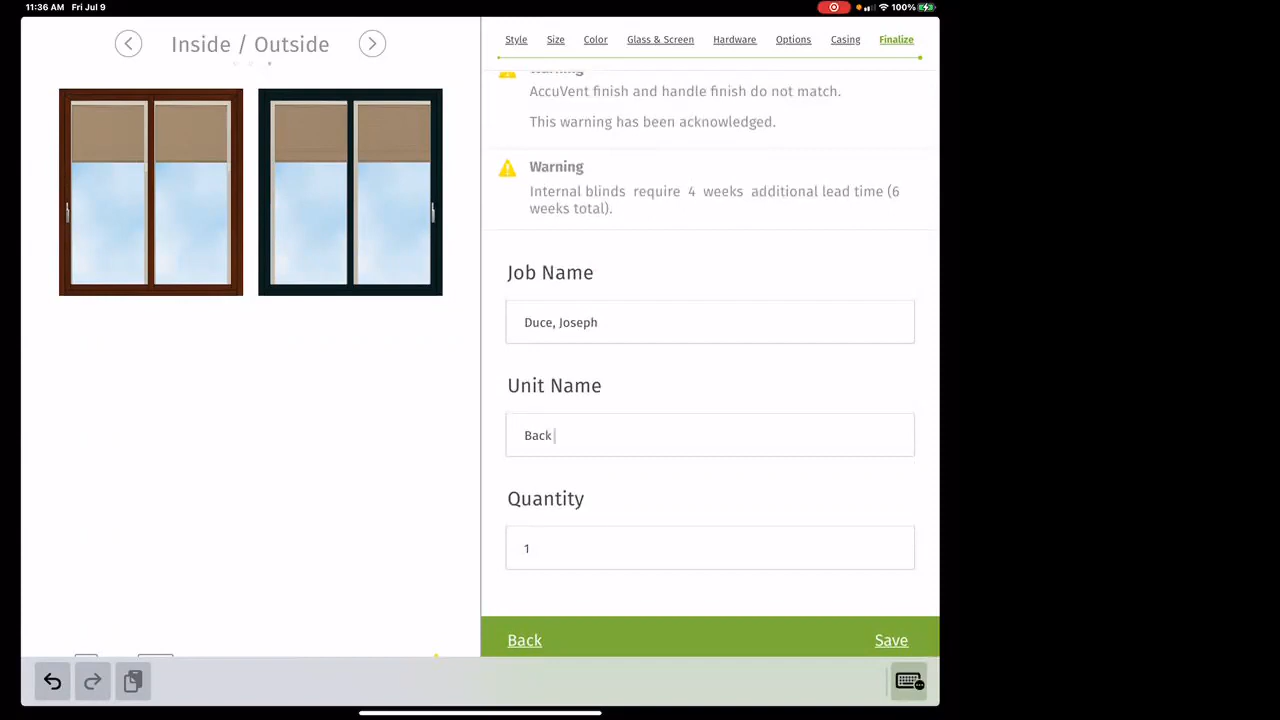 11:36 AM Fri Jul 9
100%
Inside / Outside
Style Size Color Glass & Screen Hardware Options Casing Finalize
Warning
AccuVent finish and handle finish do not match.
This warning has been acknowledged.
Warning
Internal blinds require 4 weeks additional lead time (6
weeks total).
Job Name
Duce, Joseph
Unit Name
Back
Quantity
1
Back Save